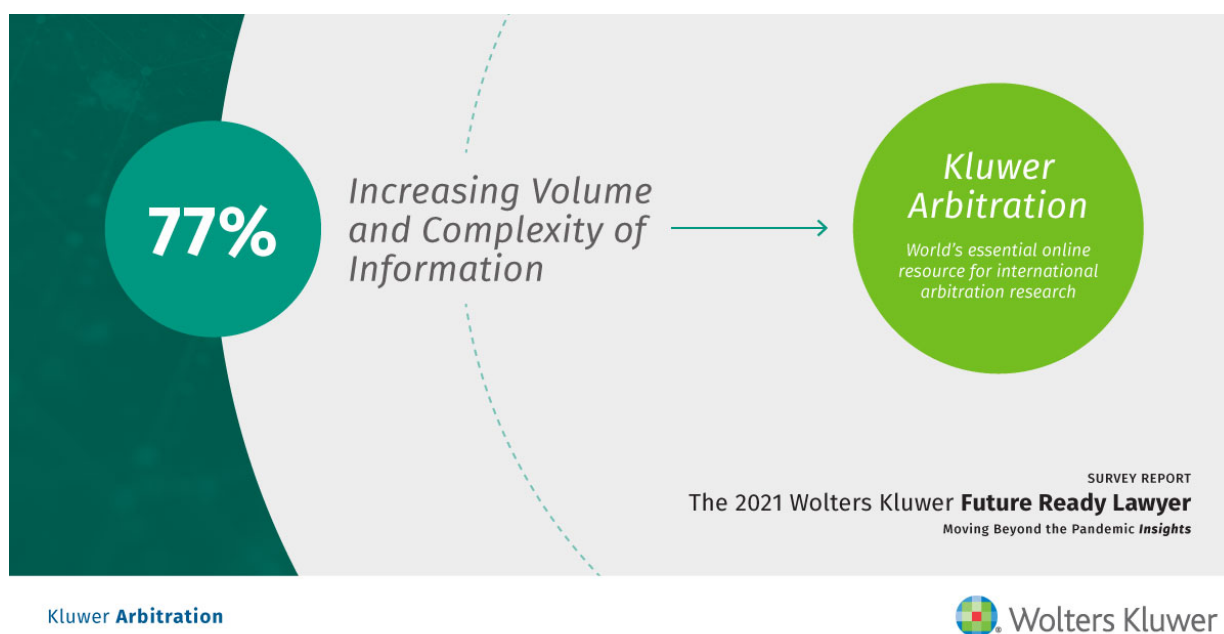 77%
Increasing Volume
and Complexity of
Information
Kluwer
Arbitration
World's essential online
resource for international
arbitration research
SURVEY REPORT
The 2021 Wolters Kluwer Future Ready Lawyer
Moving Beyond the Pandemic Insights
Kluwer Arbitration
Wolters Kluwer